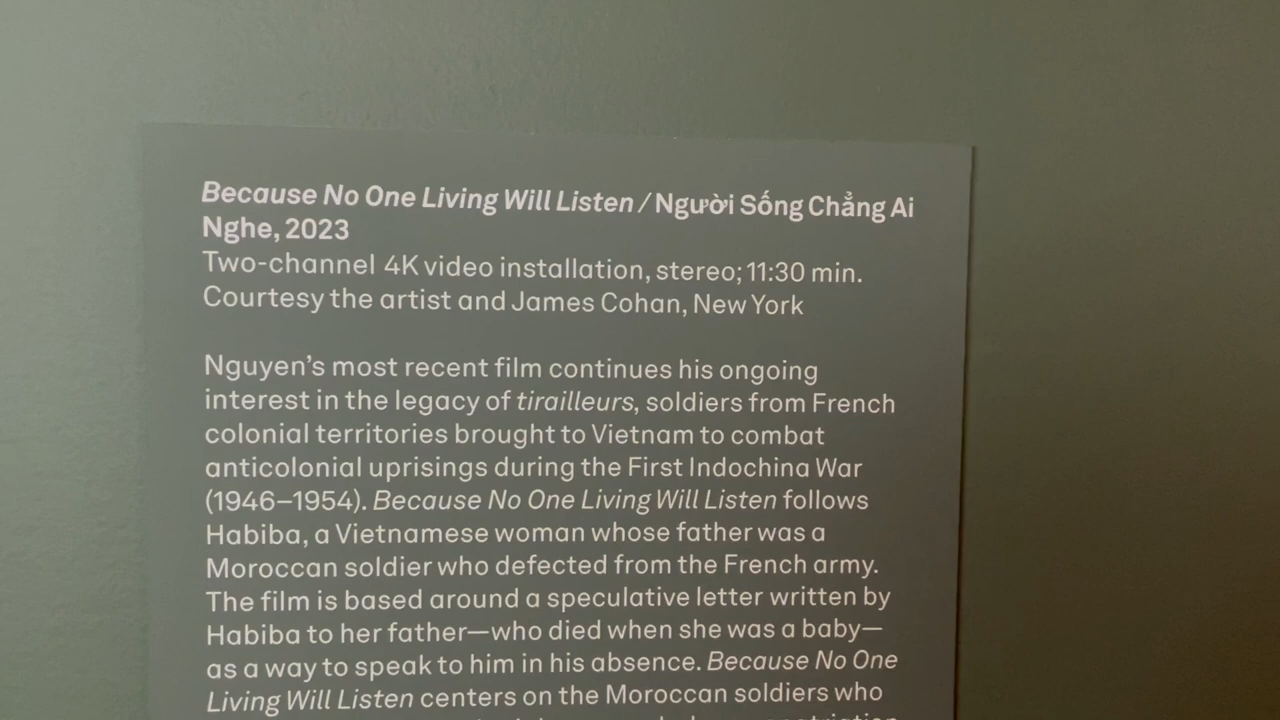 Because No One Living Will Listen / Người Sống Chẳng Ai
Nghe, 2023
Two-channel 4K video installation, stereo; 11:30 min.
Courtesy the artist and James Cohan, New York
Nguyen’s most recent film continues his ongoing
interest in the legacy of tirailleurs, soldiers from French
colonial territories brought to Vietnam to combat
anticolonial uprisings during the First Indochina War
(1946–1954). Because No One Living Will Listen follows
Habiba, a Vietnamese woman whose father was a
Moroccan soldier who defected from the French army.
The film is based around a speculative letter written by
Habiba to her father—who died when she was a baby—
as a way to speak to him in his absence. Because No One
Living Will Listen centers on the Moroccan soldiers who